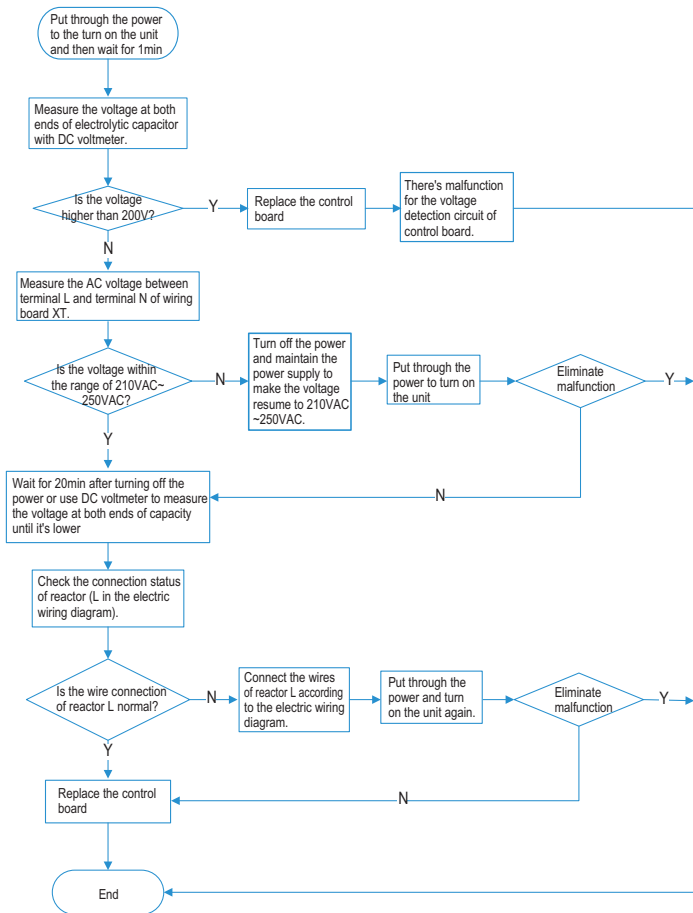 Put through the power
to the turn on the unit
and then wait for 1min
Measure the voltage at both
ends of electrolytic capacitor
with DC voltmeter.
Is the voltage
higher than 200V?
Y
Replace the control
board
There's malfunction
for the voltage
detection circuit of
control board.
N
Measure the AC voltage between
terminal L and terminal N of wiring
board XT.
Is the voltage within
the range of 210VAC~
250VAC?
N
Turn off the power
and maintain the
power supply to
make the voltage
resume to 210VAC
~250VAC.
Put through the
power to turn on
the unit
Eliminate
malfunction
Y
Y
N
Wait for 20min after turning off the
power or use DC voltmeter to measure
the voltage at both ends of capacity
until it's lower
Check the connection status
of reactor (L in the electric
wiring diagram).
Is the wire connection
of reactor L normal?
N
Connect the wires
of reactor L according
to the electric wiring
diagram.
Put through the
power and turn
on the unit again.
Eliminate
malfunction
Y
Y
N
Replace the control
board
End